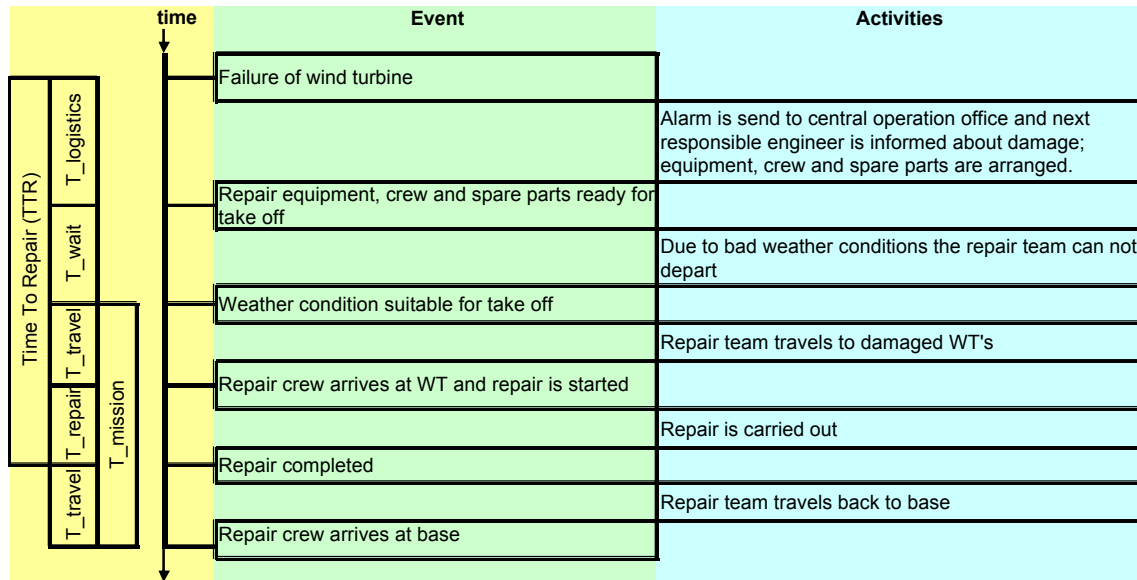 time
Event
Activities
Failure of wind turbine
Alarm is send to central operation office and next
responsible engineer is informed about damage;
equipment, crew and spare parts are arranged.
Repair equipment, crew and spare parts ready for
take off
Due to bad weather conditions the repair team can not
depart
Weather condition suitable for take off
Repair team travels to damaged WT's
Repair crew arrives at WT and repair is started
Repair is carried out
Repair completed
Repair team travels back to base
Repair crew arrives at base
Time To Repair (TTR)
T_logistics
T_wait
T_travel
T_repair
T_travel
T_mission